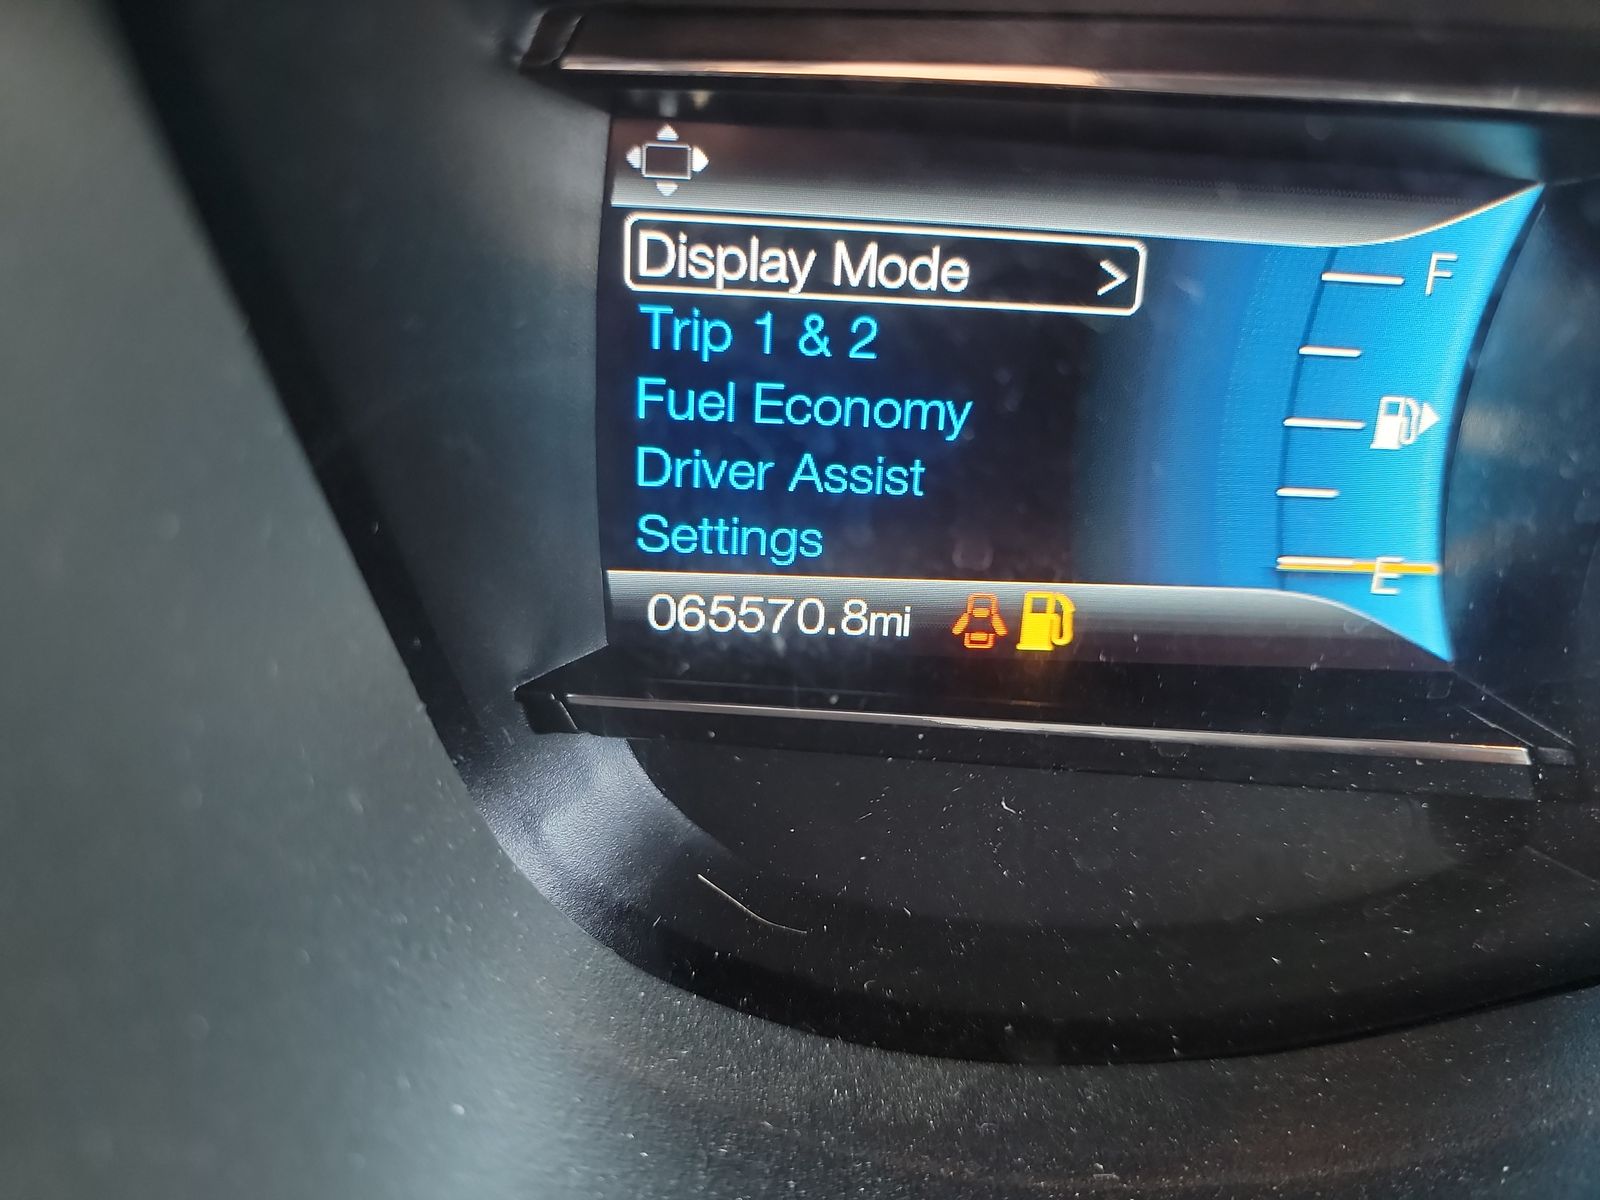 Display Mode >
Trip 1 & 2
Fuel Economy
Driver Assist
Settings
065570.8mi
F
E